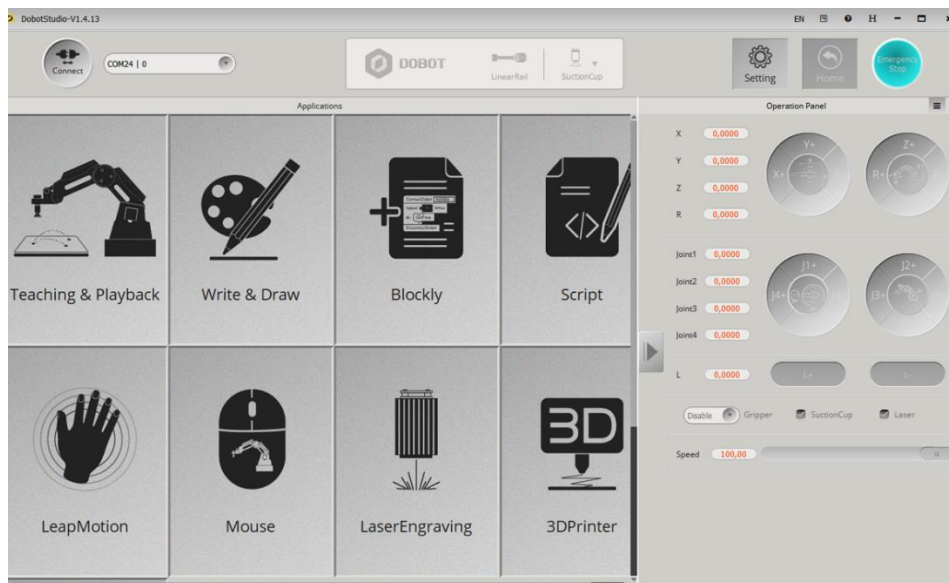 DobotStudio-V1.4.13
EN
H
Connect
COM24 | 0
DOBOT
LinearRail
SuctionCup
Setting
Home
Emergency
Stop
Applications
Operation Panel
Teaching & Playback
Write & Draw
Blockly
Script
LeapMotion
Mouse
LaserEngraving
3D
3DPrinter
X 0,0000
Y 0,0000
Z 0,0000
R 0,0000
Y+
X+
Z+
R+
Joint1 0,0000
Joint2 0,0000
Joint3 0,0000
Joint4 0,0000
J1+
J4+
J2+
J3+
L 0,0000
L+
L-
Disable Gripper SuctionCup Laser
Speed 100,00